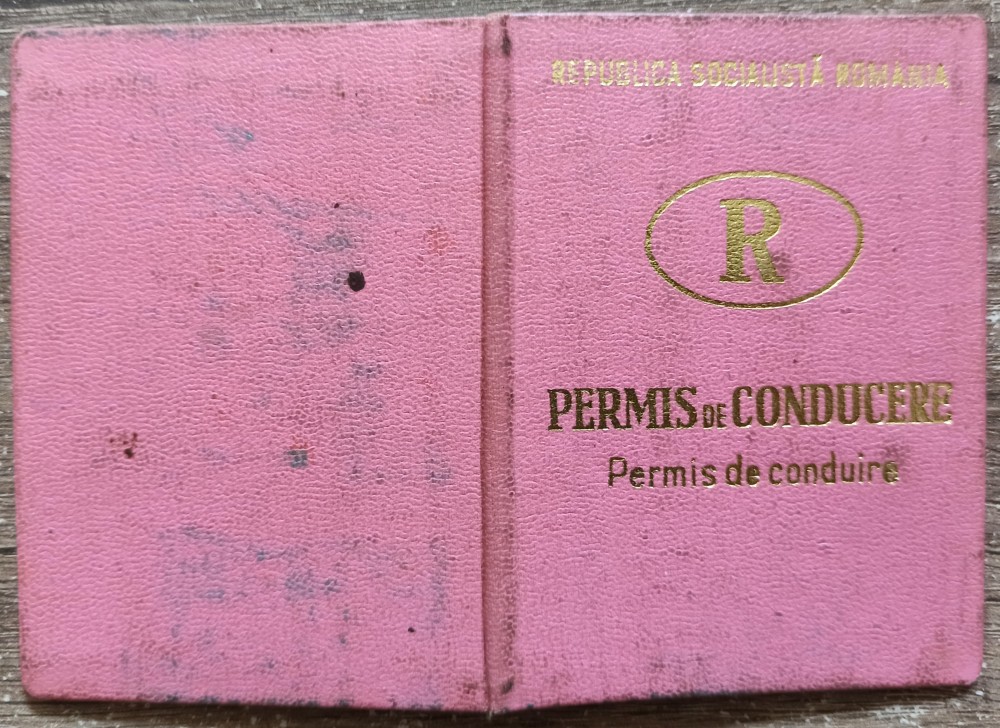 REPUBLICA SOCIALISTĂ ROMÂNIA
R
PERMIS DE CONDUCERE
Permis de conduire